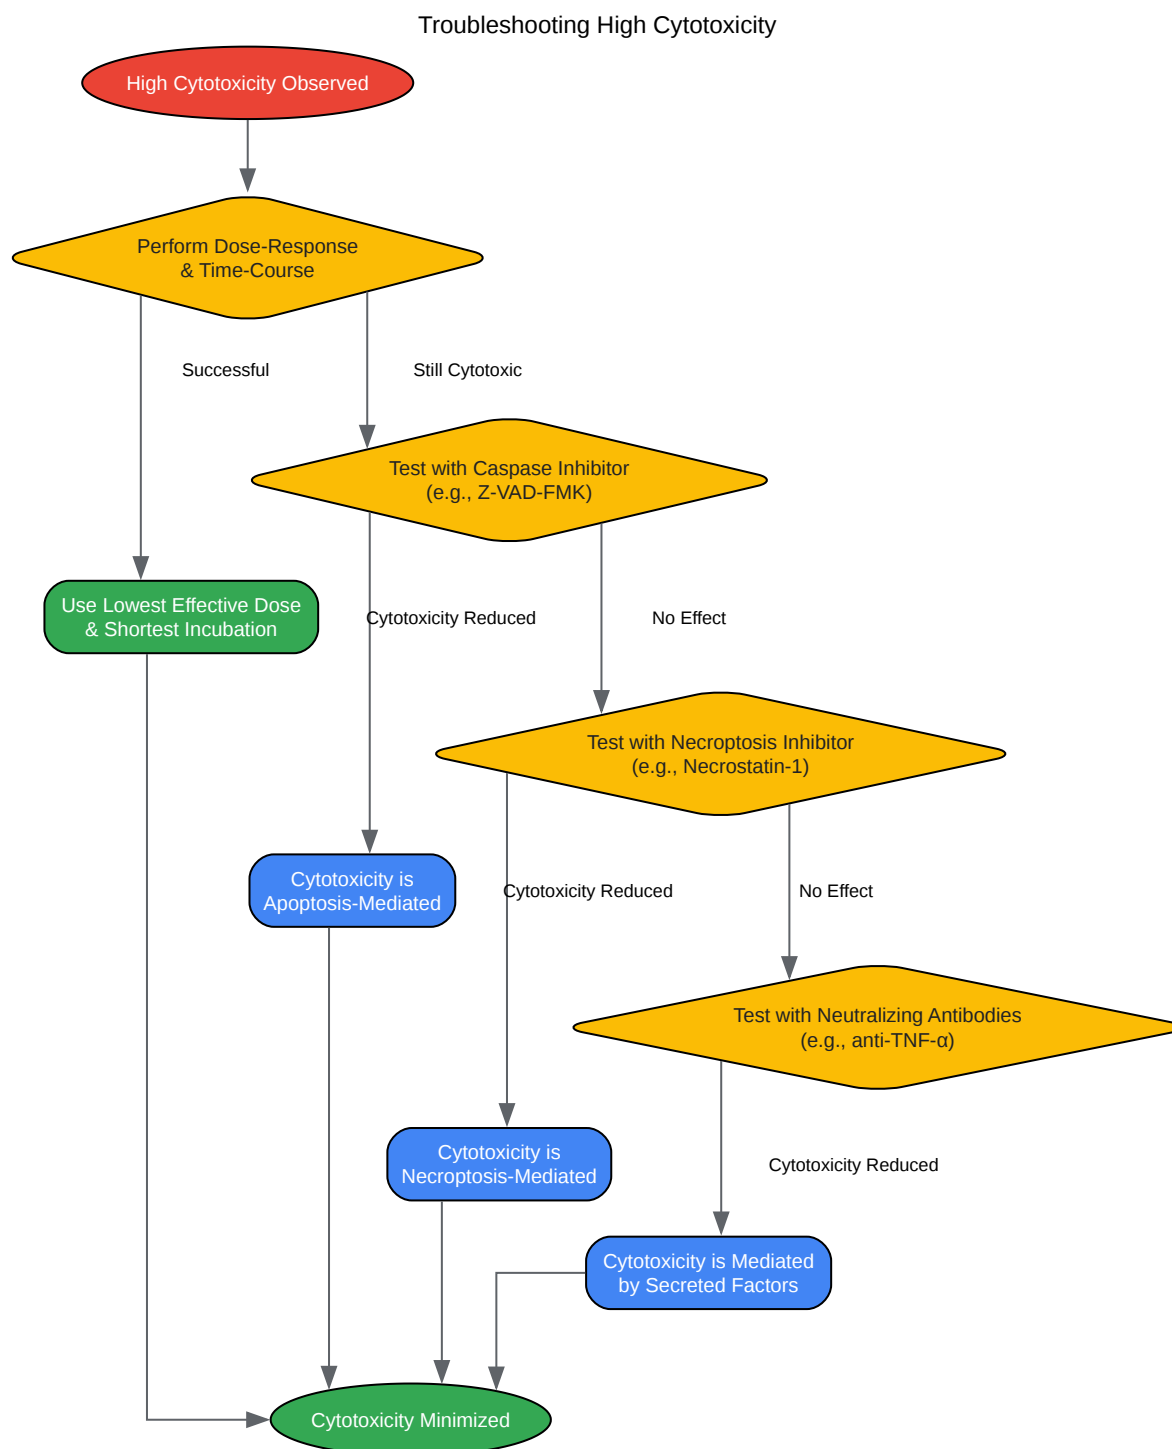 Troubleshooting High Cytotoxicity
High Cytotoxicity Observed
Perform Dose-Response
& Time-Course
Successful
Still Cytotoxic
Test with Caspase Inhibitor
(e.g., Z-VAD-FMK)
Use Lowest Effective Dose
& Shortest Incubation
Cytotoxicity Reduced
No Effect
Test with Necroptosis Inhibitor
(e.g., Necrostatin-1)
Cytotoxicity is
Apoptosis-Mediated
Cytotoxicity Reduced
No Effect
Test with Neutralizing Antibodies
(e.g., anti-TNF-α)
Cytotoxicity is
Necroptosis-Mediated
Cytotoxicity Reduced
Cytotoxicity is Mediated
by Secreted Factors
Cytotoxicity Minimized